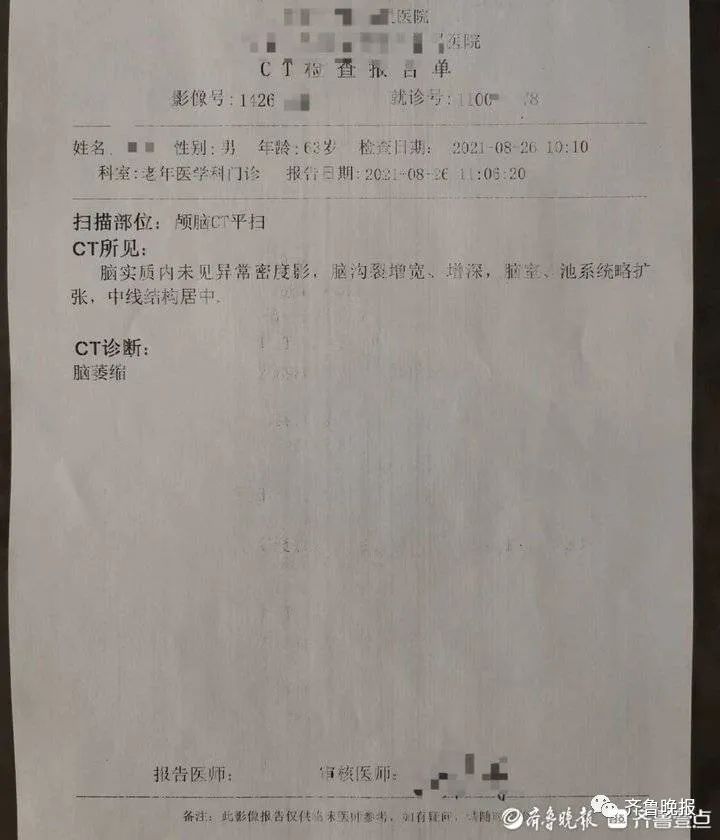 医院
医院
CT检查报告单
影像号:1426 就诊号:1100 78
姓名 性别:男 年龄:63岁 检查日期: 2021-08-26 10:10
科室:老年医学科门诊 报告日期:2021-08-26 11:06:20
扫描部位: 颅脑CT平扫
CT所见:
脑实质内未见异常密度影，脑沟裂增宽、增深，脑室、池系统略扩
张，中线结构居中.
CT诊断:
脑萎缩
报告医师: 审核医师:
备注: 此影像报告仅供临床医师参考，如有疑问，请随
齐鲁晚报 齐鲁壹点
齐鲁晚报